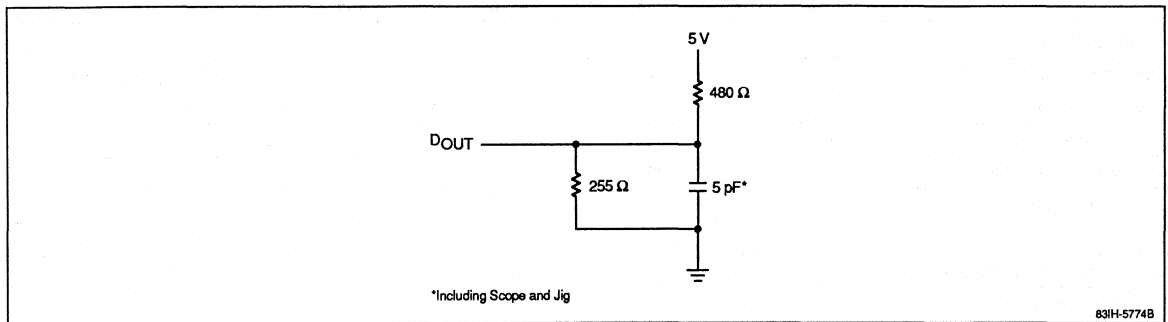 5 V
480 Ω
DOUT
255 Ω
5 pF*
*Including Scope and Jig
83IH-5774B